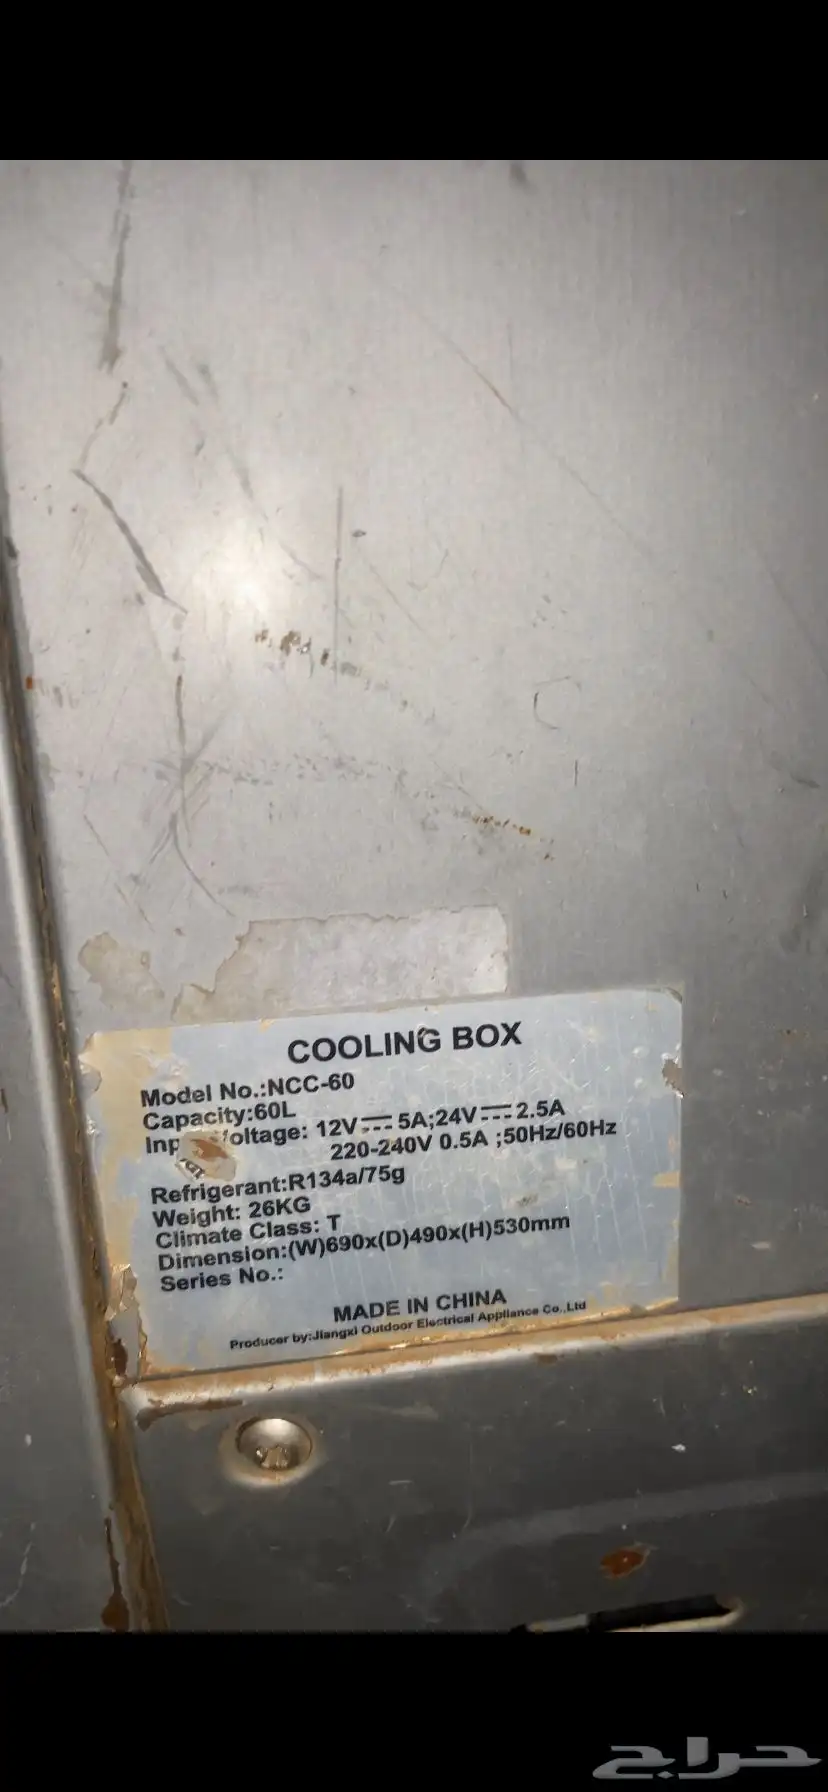 COOLING BOX
Model No.:NCC-60
Capacity:60L
12V⎓5A;24V⎓2.5A
220-240V 0.5A ;50Hz/60Hz
Refrigerant:R134a/75g
Weight: 26KG
Climate Class: T
Dimension:(W)690x(D)490x(H)530mm
Series No.:
MADE IN CHINA
Producer by:Jiangxi Outdoor Electrical Appliance Co.,Ltd
حراج